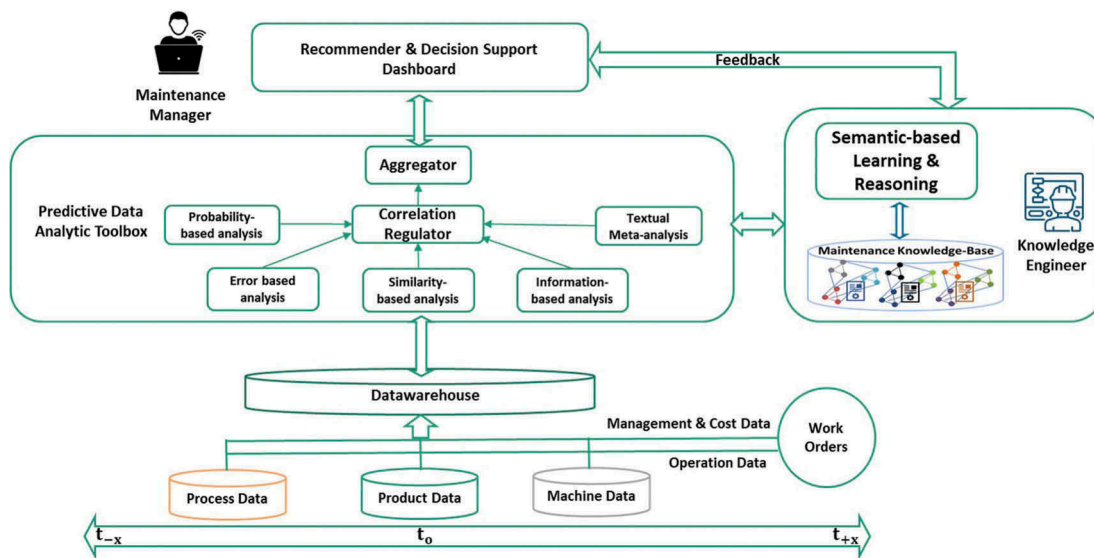 Recommender & Decision Support
Dashboard
Feedback
Maintenance
Manager
Semantic-based
Learning &
Reasoning
Aggregator
Predictive Data
Analytic Toolbox
Probability-
based analysis
Correlation
Regulator
Textual
Meta-analysis
Error based
analysis
Similarity-
based analysis
Information-
based analysis
Maintenance Knowledge-Base
Knowledge
Engineer
Datawarehouse
Management & Cost Data
Work
Orders
Operation Data
Process Data
Product Data
Machine Data
t₋ₓ
t₀
t₊ₓ